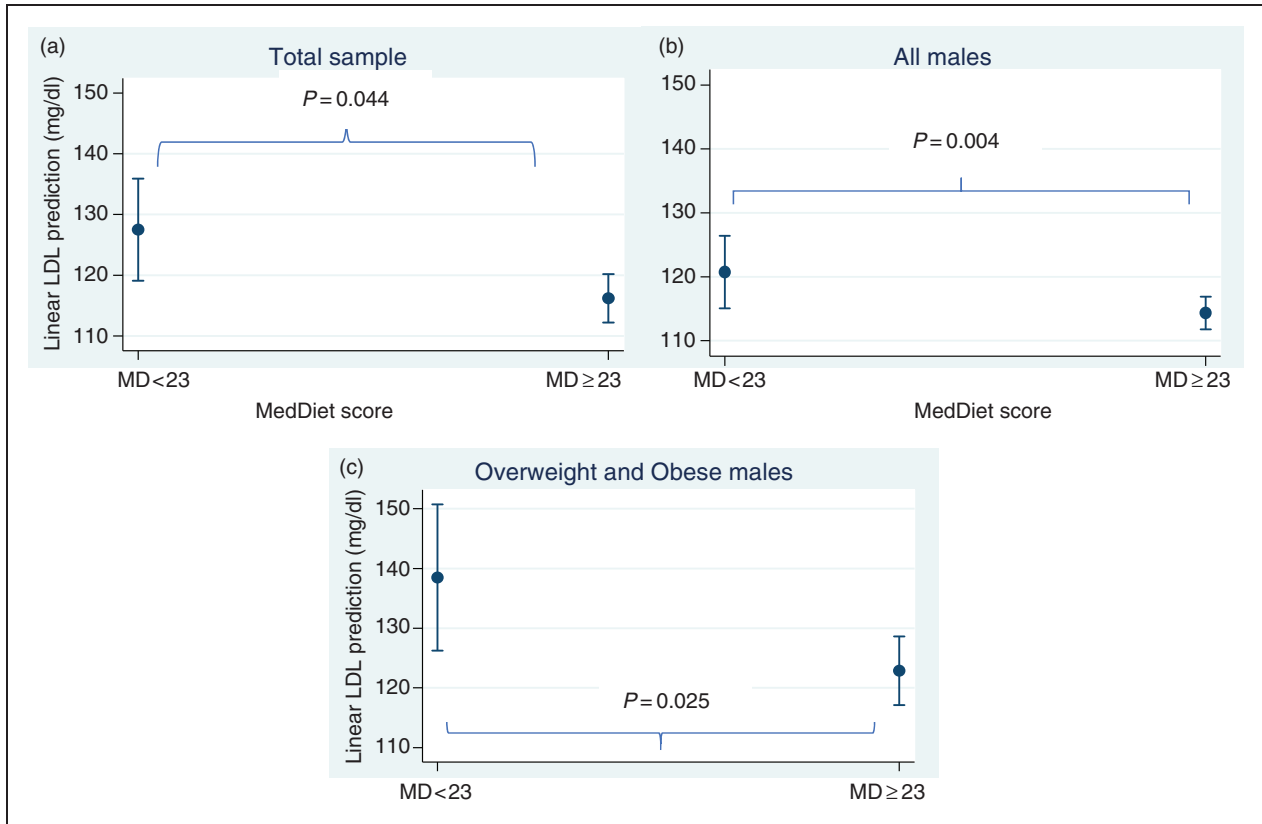 (a)
Total sample
Linear LDL prediction (mg/dl)
150
140
130
120
110
P = 0.044
MD<23
MD ≥ 23
MedDiet score
(b)
All males
150
140
130
120
110
P = 0.004
MD<23
MD ≥ 23
MedDiet score
(c)
Overweight and Obese males
Linear LDL prediction (mg/dl)
150
140
130
120
110
P = 0.025
MD<23
MD ≥ 23